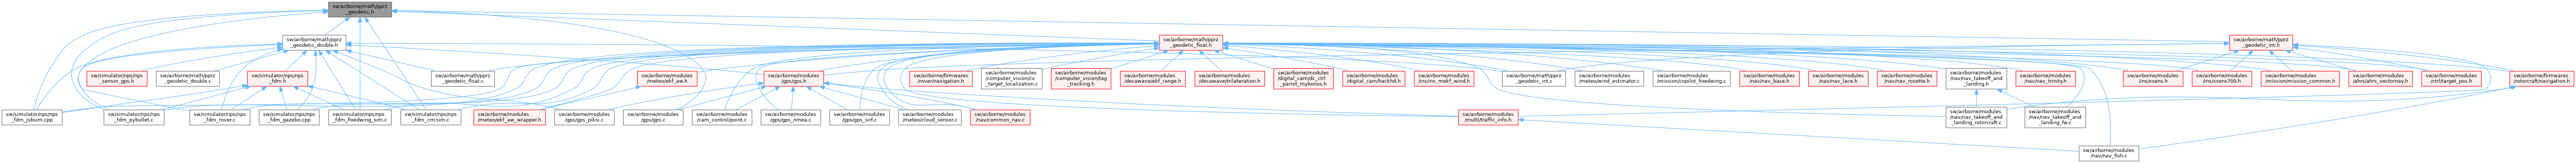 sw/airborne/math/pprz
_geodetic.h
sw/airborne/math/pprz
_geodetic_double.h
sw/airborne/math/pprz
_geodetic_float.h
sw/airborne/math/pprz
_geodetic_int.h
sw/simulator/nps/nps
_sensor_gps.h
sw/airborne/math/pprz
_geodetic_double.c
sw/simulator/nps/nps
_fdm.h
sw/airborne/math/pprz
_geodetic_float.c
sw/airborne/modules
/meteo/ekf_aw.h
sw/airborne/modules
/gps/gps.h
sw/airborne/firmwares
/rover/navigation.h
sw/airborne/modules
/computer_vision/cv
_target_localization.c
sw/airborne/modules
/computer_vision/tag
_tracking.h
sw/airborne/modules
/decawave/ekf_range.h
sw/airborne/modules
/decawave/trilateration.h
sw/airborne/modules
/digital_cam/dc_ctrl
_parrot_mykonos.h
sw/airborne/modules
/digital_cam/hackhd.h
sw/airborne/modules
/ins/ins_mekf_wind.h
sw/airborne/math/pprz
_geodetic_int.c
sw/airborne/modules
/meteo/wind_estimator.c
sw/airborne/modules
/mission/copilot_fixedwing.c
sw/airborne/modules
/nav/nav_base.h
sw/airborne/modules
/nav/nav_lace.h
sw/airborne/modules
/nav/nav_rosette.h
sw/airborne/modules
/nav/nav_takeoff_and
_landing.h
sw/airborne/modules
/nav/nav_trinity.h
sw/airborne/modules
/ins/xsens.h
sw/airborne/modules
/ins/xsens700.h
sw/airborne/modules
/mission/mission_common.h
sw/airborne/modules
/ahrs/ahrs_vectornav.h
sw/airborne/modules
/ctrl/target_pos.h
sw/airborne/firmwares
/rotorcraft/navigation.h
sw/simulator/nps/nps
_fdm_jsbsim.cpp
sw/simulator/nps/nps
_fdm_pybullet.c
sw/simulator/nps/nps
_fdm_rover.c
sw/simulator/nps/nps
_fdm_gazebo.cpp
sw/simulator/nps/nps
_fdm_fixedwing_sim.c
sw/simulator/nps/nps
_fdm_crrcsim.c
sw/airborne/modules
/meteo/ekf_aw_wrapper.h
sw/airborne/modules
/gps/gps_piksi.c
sw/airborne/modules
/gps/gps.c
sw/airborne/modules
/cam_control/point.c
sw/airborne/modules
/gps/gps_nmea.c
sw/airborne/modules
/gps/gps_sirf.c
sw/airborne/modules
/meteo/cloud_sensor.c
sw/airborne/modules
/nav/common_nav.c
sw/airborne/modules
/multi/traffic_info.h
sw/airborne/modules
/nav/nav_takeoff_and
_landing_rotorcraft.c
sw/airborne/modules
/nav/nav_takeoff_and
_landing_fw.c
sw/airborne/modules
/nav/nav_fish.c